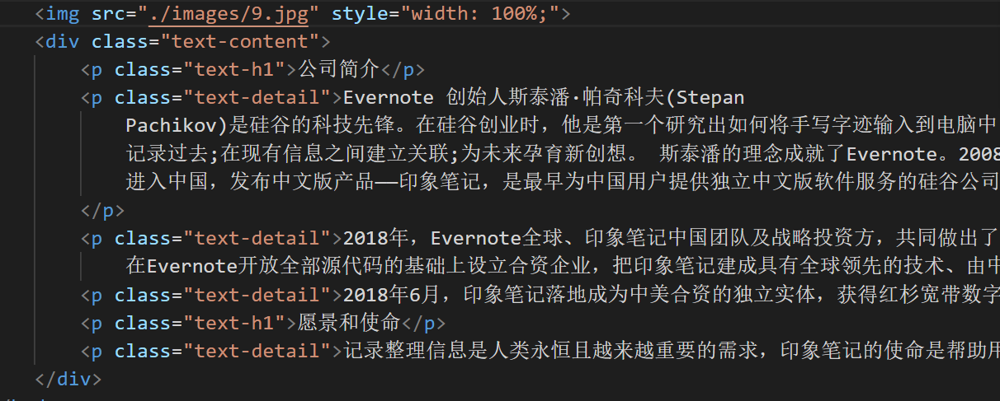 <img src="./images/9.jpg" style="width: 100%;">
<div class="text-content">
<p class="text-h1">公司简介</p>
<p class="text-detail">Evernote 创始人斯泰潘·帕奇科夫(Stepan
Pachikov)是硅谷的科技先锋。在硅谷创业时，他是第一个研究出如何将手写字迹输入到电脑中
记录过去;在现有信息之间建立关联;为未来孕育新创想。 斯泰潘的理念成就了Evernote。2008
进入中国，发布中文版产品——印象笔记，是最早为中国用户提供独立中文版软件服务的硅谷公司
</p>
<p class="text-detail">2018年，Evernote全球、印象笔记中国团队及战略投资方，共同做出了
在Evernote开放全部源代码的基础上设立合资企业，把印象笔记建成具有全球领先的技术、由中
<p class="text-detail">2018年6月，印象笔记落地成为中美合资的独立实体，获得红杉宽带数字
<p class="text-h1">愿景和使命</p>
<p class="text-detail">记录整理信息是人类永恒且越来越重要的需求，印象笔记的使命是帮助用
</div>